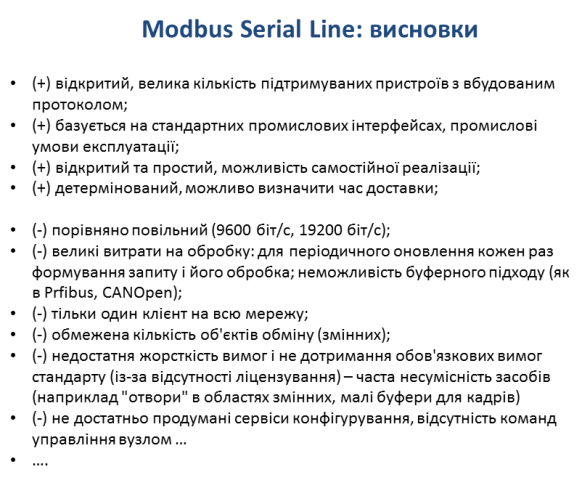 Modbus Serial Line: висновки
• (+) відкритий, велика кількість підтримуваних пристроїв з вбудованим
протоколом;
• (+) базується на стандартних промислових інтерфейсах, промислові
умови експлуатації;
• (+) відкритий та простий, можливість самостійної реалізації;
• (+) детермінований, можливо визначити час доставки;
• (-) порівняно повільний (9600 біт/с, 19200 біт/с);
• (-) великі витрати на обробку: для періодичного оновлення кожен раз
формування запиту і його обробка; неможливість буферного підходу (як
в Prfibus, CANOpen);
• (-) тільки один клієнт на всю мережу;
• (-) обмежена кількість об'єктів обміну (змінних);
• (-) недостатня жорсткість вимог і не дотримання обов'язкових вимог
стандарту (із-за відсутності ліцензування) – часта несумісність засобів
(наприклад "отвори" в областях змінних, малі буфери для кадрів)
• (-) не достатньо продумані сервіси конфігурування, відсутність команд
управління вузлом ...
• ....